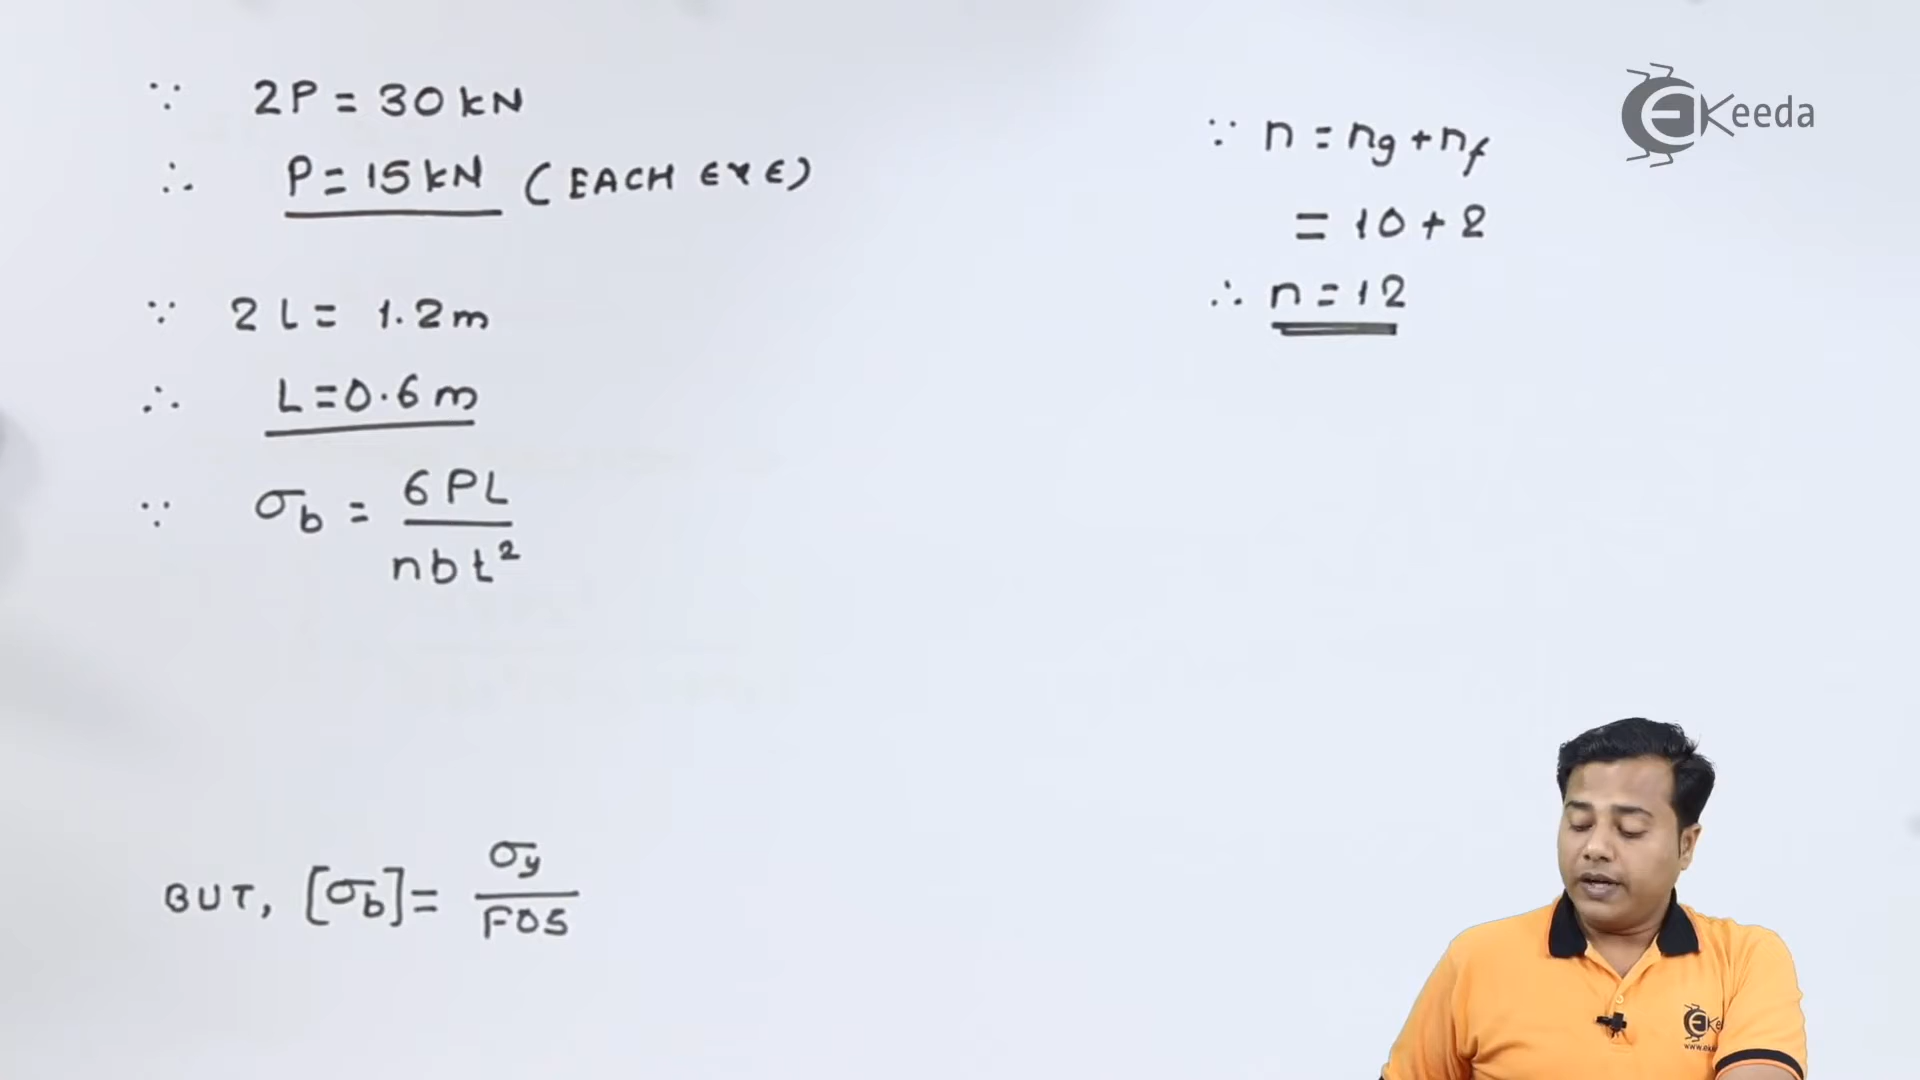 ∵ 2P = 30 kN
∴ P = 15 kN (EACH EYE)
∵ 2L = 1.2 m
∴ L = 0.6 m
∵ σb = 6PL / nbt²
BUT, [σb] = σy / FOS
∵ n = ng + nf
= 10 + 2
∴ n = 12
EKeeda